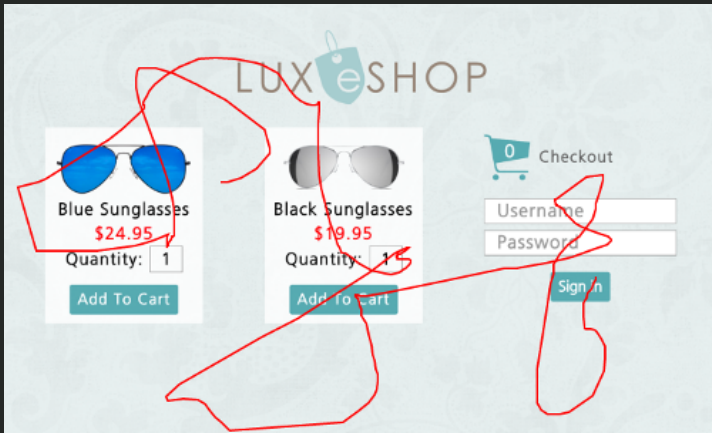 LUXeSHOP
Blue Sunglasses
$24.95
Quantity: 1
Add To Cart
Black Sunglasses
$19.95
Quantity: 1
Add To Cart
0 Checkout
Username
Password
Sign In